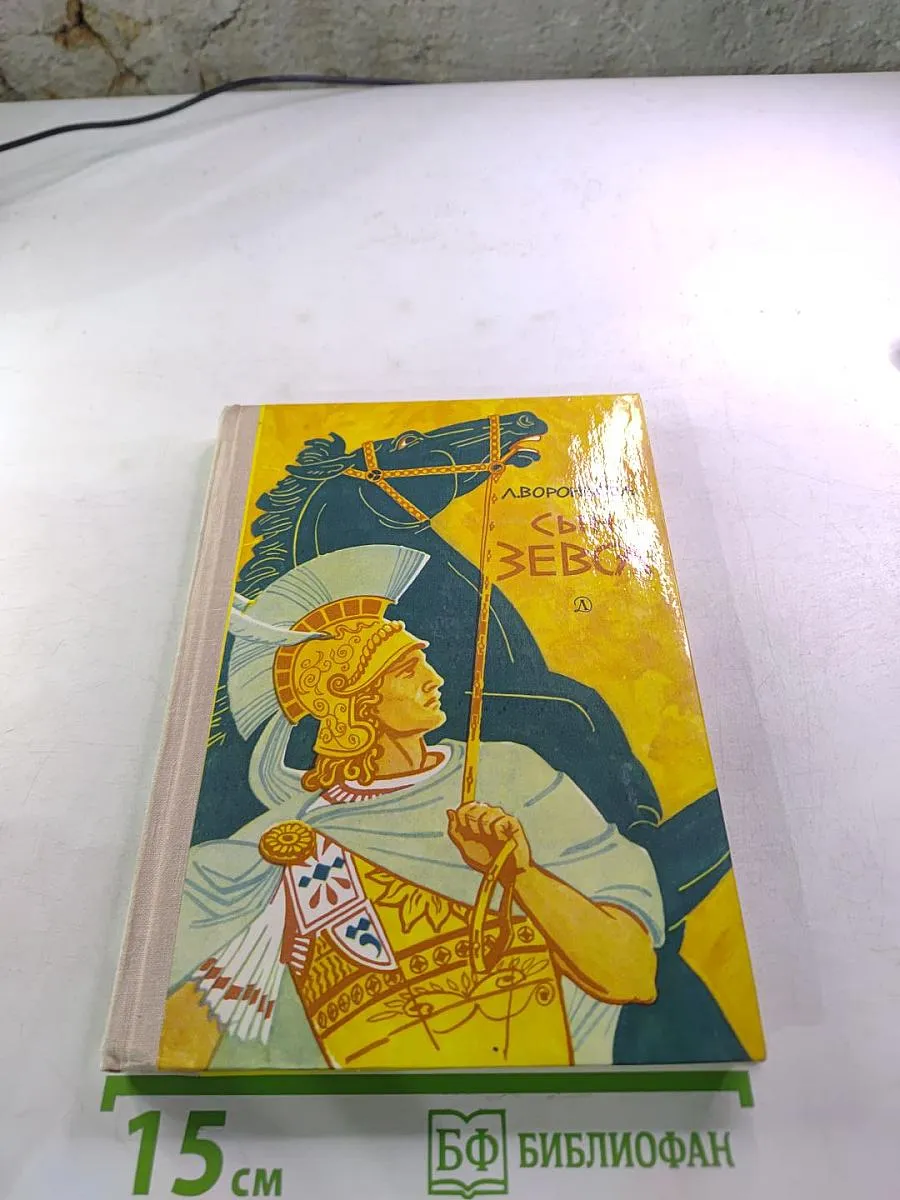 Л.ВОРОНКОВА
СЫН
ЗЕВСА
Д
15 см
БФ БИБЛИОФАН